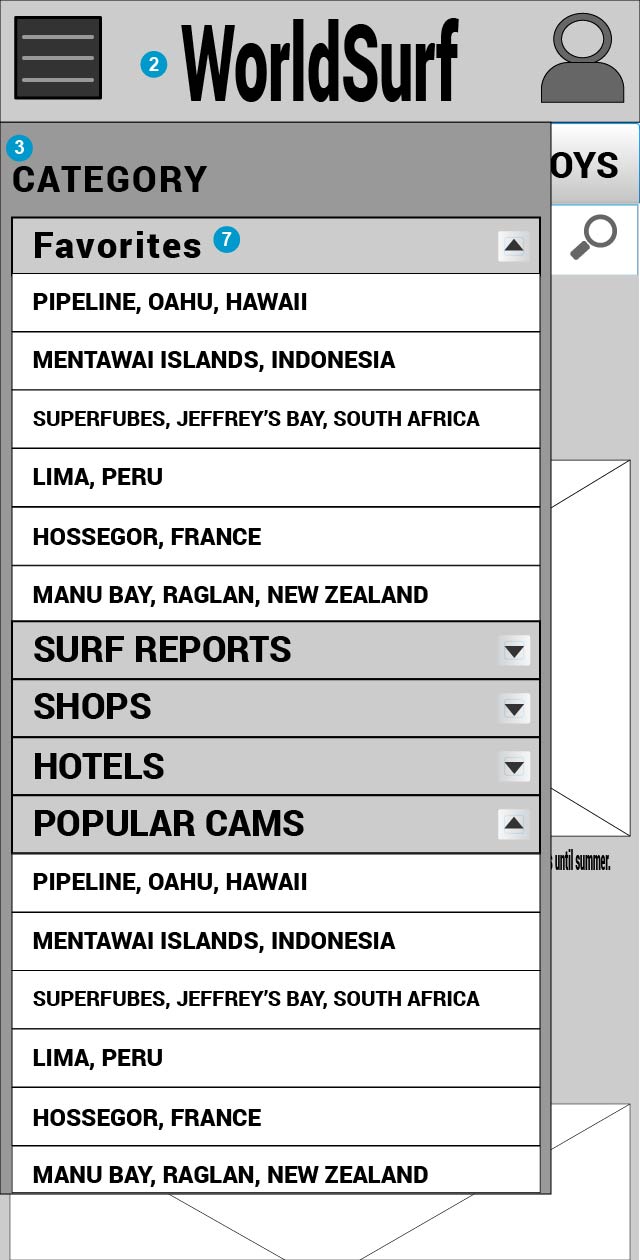 2
WorldSurf
3
CATEGORY
OYS
Favorites 7
PIPELINE, OAHU, HAWAII
MENTAWAI ISLANDS, INDONESIA
SUPERFUBES, JEFFREY'S BAY, SOUTH AFRICA
LIMA, PERU
HOSSEGOR, FRANCE
MANU BAY, RAGLAN, NEW ZEALAND
SURF REPORTS
SHOPS
HOTELS
POPULAR CAMS
until summer.
PIPELINE, OAHU, HAWAII
MENTAWAI ISLANDS, INDONESIA
SUPERFUBES, JEFFREY'S BAY, SOUTH AFRICA
LIMA, PERU
HOSSEGOR, FRANCE
MANU BAY, RAGLAN, NEW ZEALAND